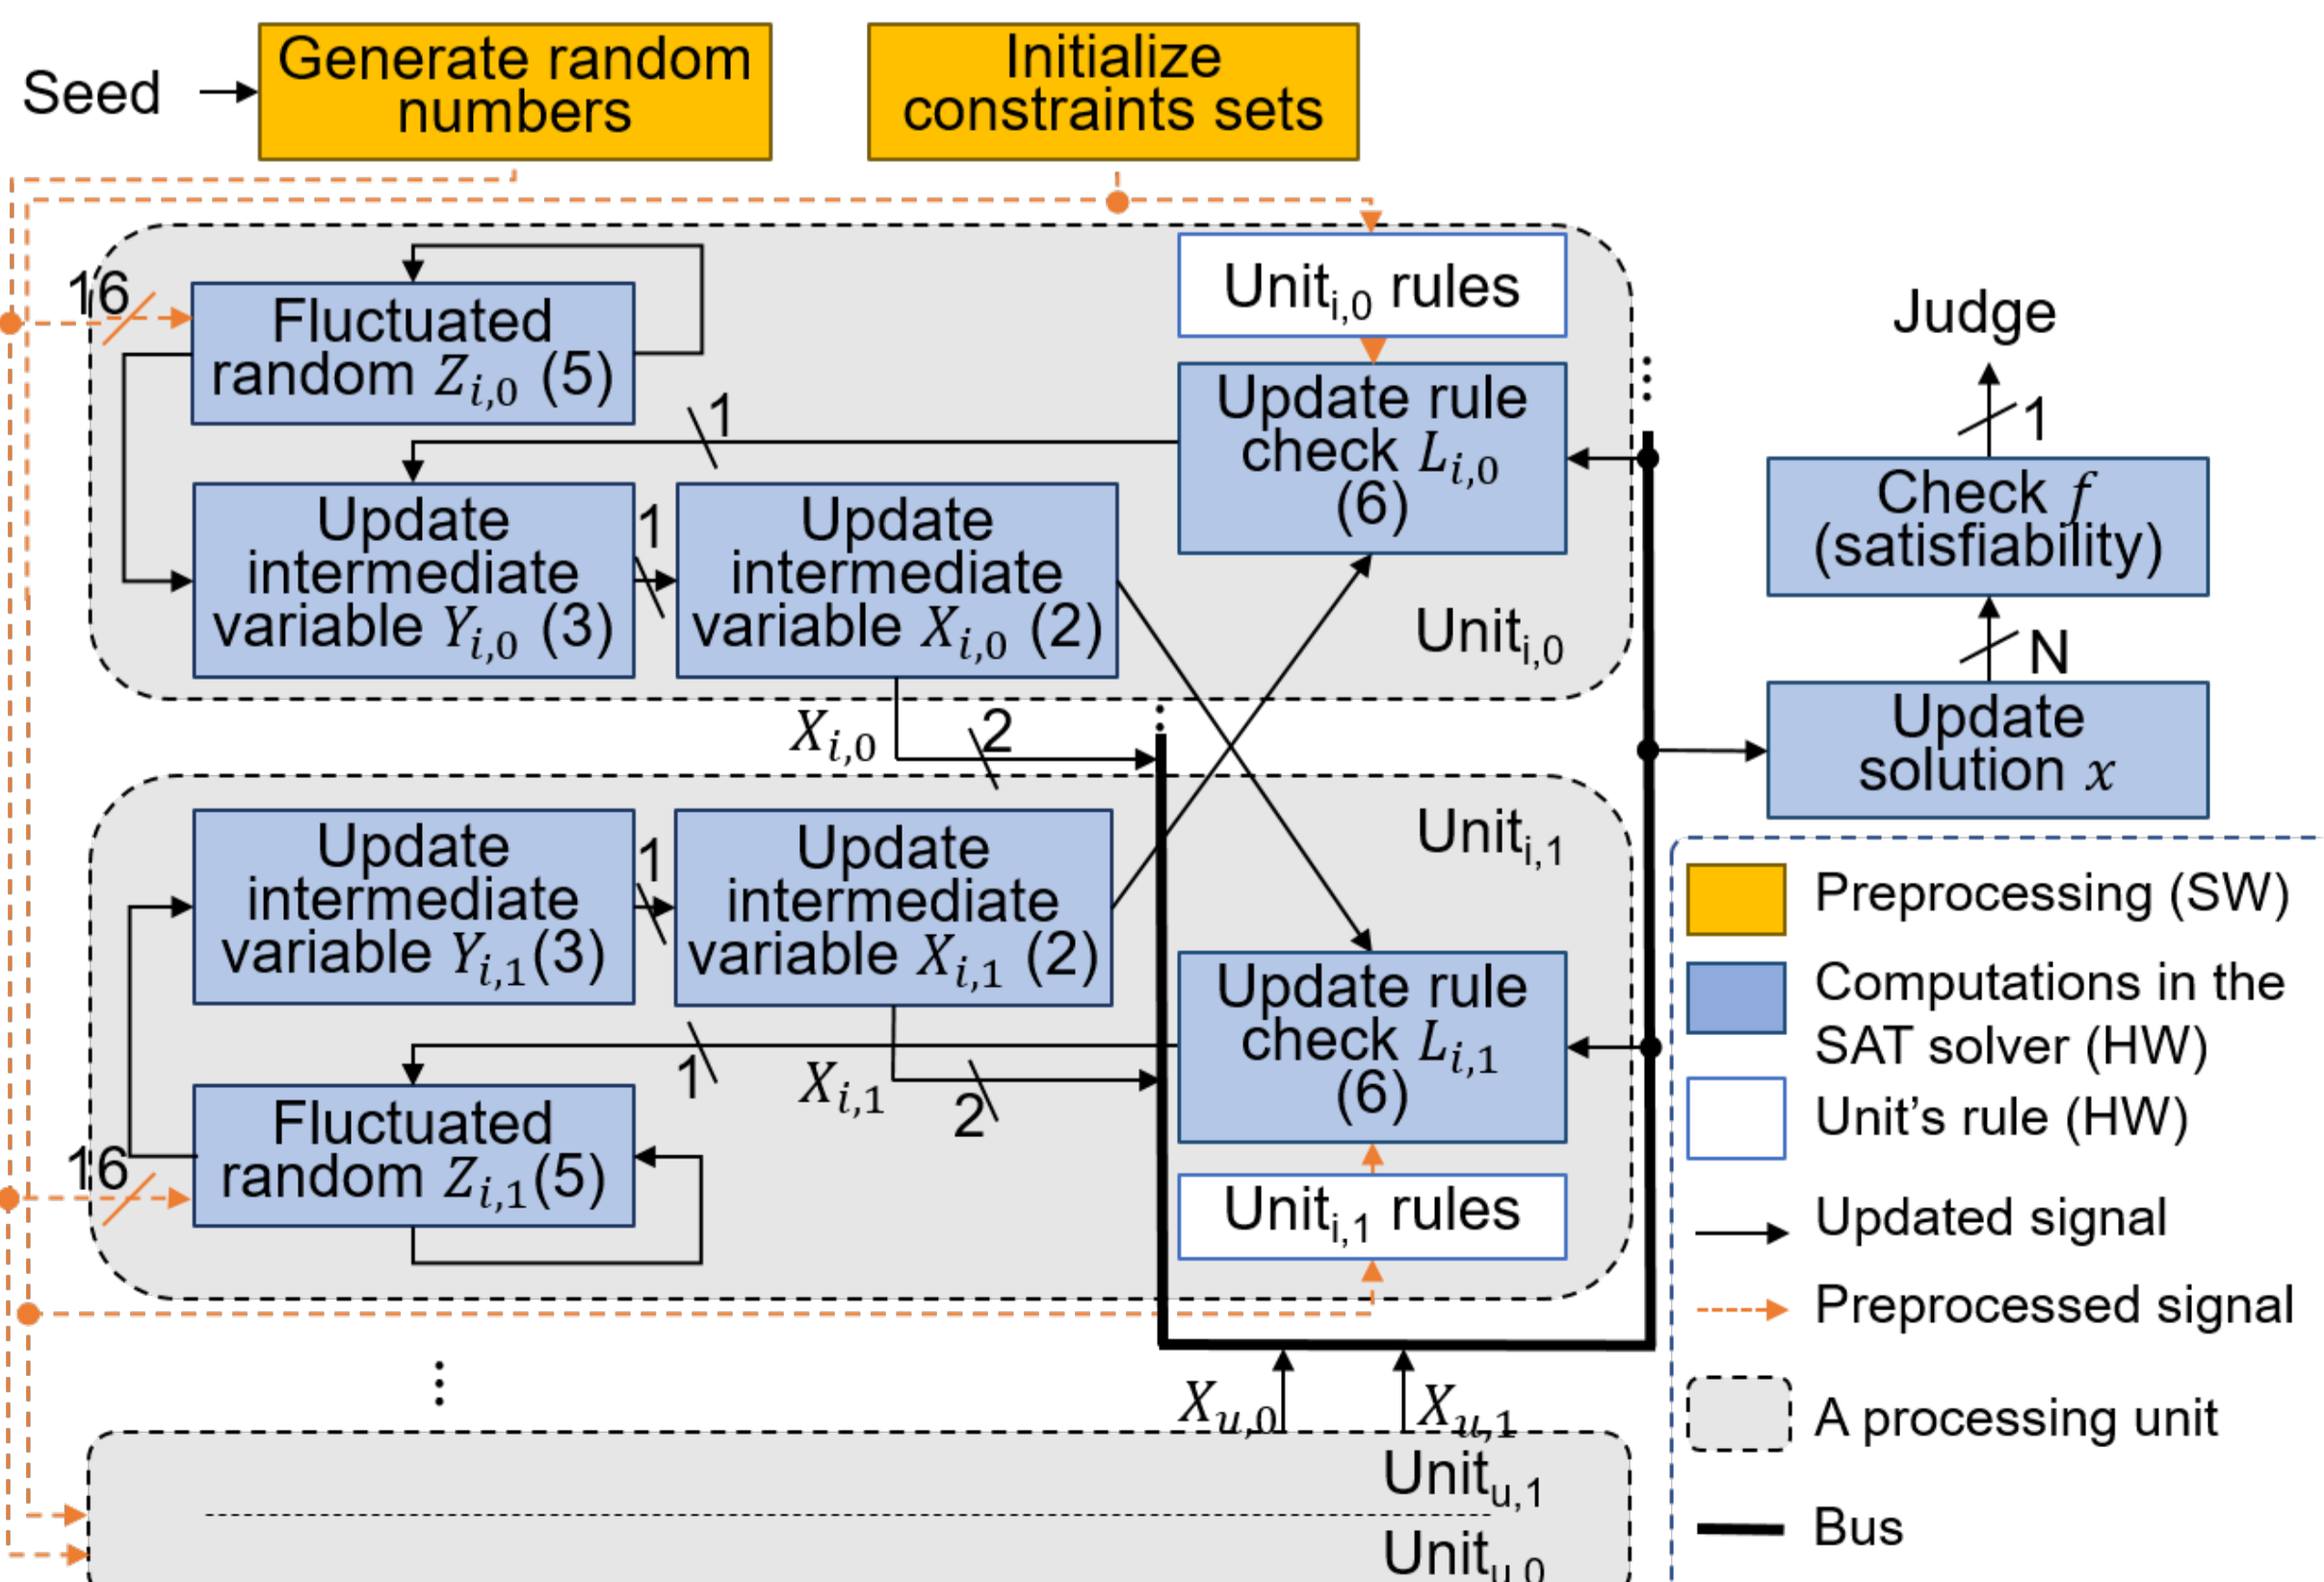 Seed
Generate random
numbers
Initialize
constraints sets
16
Fluctuated
random Z_{i,0} (5)
Unit_{i,0} rules
Update rule
check L_{i,0}
(6)
1
Update
intermediate
variable Y_{i,0} (3)
1
Update
intermediate
variable X_{i,0} (2)
Unit_{i,0}
X_{i,0}
2
Judge
1
Check f
(satisfiability)
N
Update
solution x
Unit_{i,1}
Update
intermediate
variable Y_{i,1}(3)
1
Update
intermediate
variable X_{i,1} (2)
Update rule
check L_{i,1}
(6)
1
X_{i,1}
2
16
Fluctuated
random Z_{i,1}(5)
Unit_{i,1} rules
X_{u,0}
X_{u,1}
Unit_{u,1}
Unit_{u,0}
Preprocessing (SW)
Computations in the
SAT solver (HW)
Unit's rule (HW)
Updated signal
Preprocessed signal
A processing unit
Bus